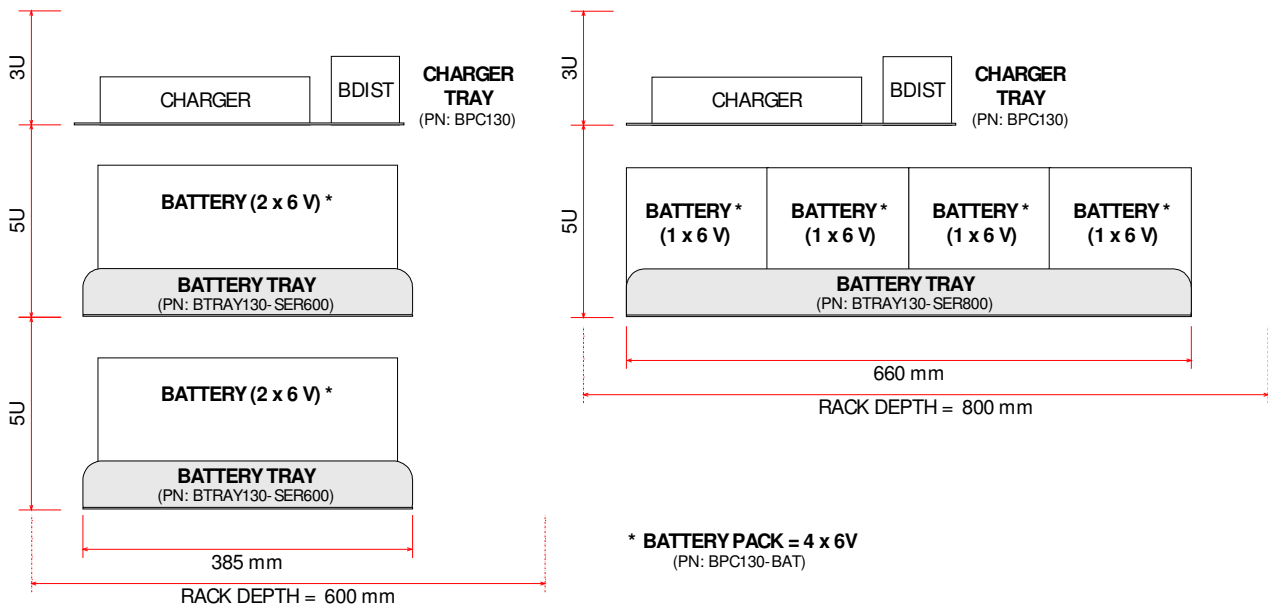 3U
CHARGER
BDIST
CHARGER
TRAY
(PN: BPC130)
5U
BATTERY (2 x 6 V) *
BATTERY TRAY
(PN: BTRAY130-SER600)
5U
BATTERY (2 x 6 V) *
BATTERY TRAY
(PN: BTRAY130-SER600)
385 mm
RACK DEPTH = 600 mm
3U
CHARGER
BDIST
CHARGER
TRAY
(PN: BPC130)
5U
BATTERY *
(1 x 6 V)
BATTERY *
(1 x 6 V)
BATTERY *
(1 x 6 V)
BATTERY *
(1 x 6 V)
BATTERY TRAY
(PN: BTRAY130-SER800)
660 mm
RACK DEPTH = 800 mm
* BATTERY PACK = 4 x 6V
(PN: BPC130-BAT)